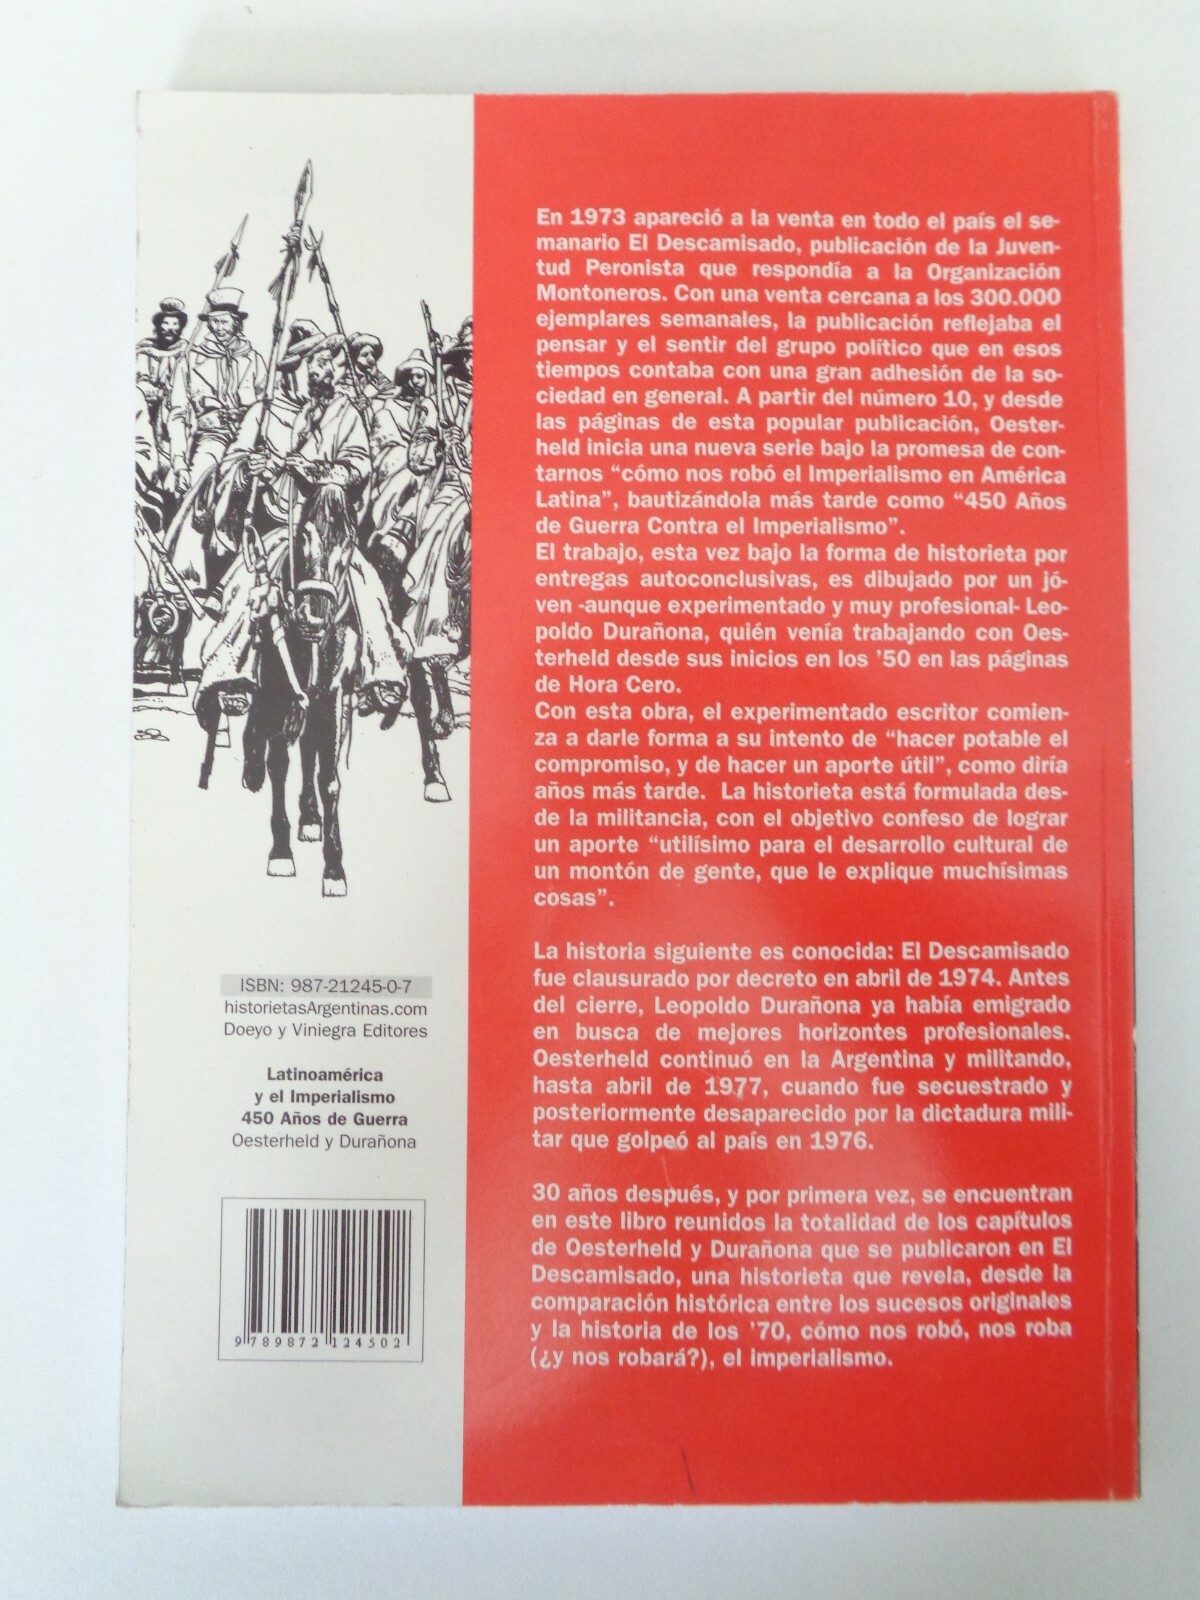 En 1973 apareció a la venta en todo el país el se-
manario El Descamisado, publicación de la Juven-
tud Peronista que respondía a la Organización
Montoneros. Con una venta cercana a los 300.000
ejemplares semanales, la publicación reflejaba el
pensar y el sentir del grupo político que en esos
tiempos contaba con una gran adhesión de la so-
ciedad en general. A partir del número 10, y desde
las páginas de esta popular publicación, Oester-
held inicia una nueva serie bajo la promesa de con-
tarnos “cómo nos robó el Imperialismo en América
Latina”, bautizándola más tarde como “450 Años
de Guerra Contra el Imperialismo”.
El trabajo, esta vez bajo la forma de historieta por
entregas autoconclusivas, es dibujado por un jó-
ven -aunque experimentado y muy profesional- Leo-
poldo Durañona, quién venía trabajando con Oes-
terheld desde sus inicios en los ’50 en las páginas
de Hora Cero.
Con esta obra, el experimentado escritor comien-
za a darle forma a su intento de “hacer potable el
compromiso, y de hacer un aporte útil”, como diría
años más tarde. La historieta está formulada des-
de la militancia, con el objetivo confeso de lograr
un aporte “utilísimo para el desarrollo cultural de
un montón de gente, que le explique muchísimas
cosas”.
La historia siguiente es conocida: El Descamisado
fue clausurado por decreto en abril de 1974. Antes
del cierre, Leopoldo Durañona ya había emigrado
en busca de mejores horizontes profesionales.
Oesterheld continuó en la Argentina y militando,
hasta abril de 1977, cuando fue secuestrado y
posteriormente desaparecido por la dictadura mili-
tar que golpeó al país en 1976.
30 años después, y por primera vez, se encuentran
en este libro reunidos la totalidad de los capítulos
de Oesterheld y Durañona que se publicaron en El
Descamisado, una historieta que revela, desde la
comparación histórica entre los sucesos originales
y la historia de los ’70, cómo nos robó, nos roba
(¿y nos robará?), el imperialismo.
ISBN: 987-21245-0-7
historietasArgentinas.com
Doeyo y Viniegra Editores
Latinoamérica
y el Imperialismo
450 Años de Guerra
Oesterheld y Durañona
9 789872 124502